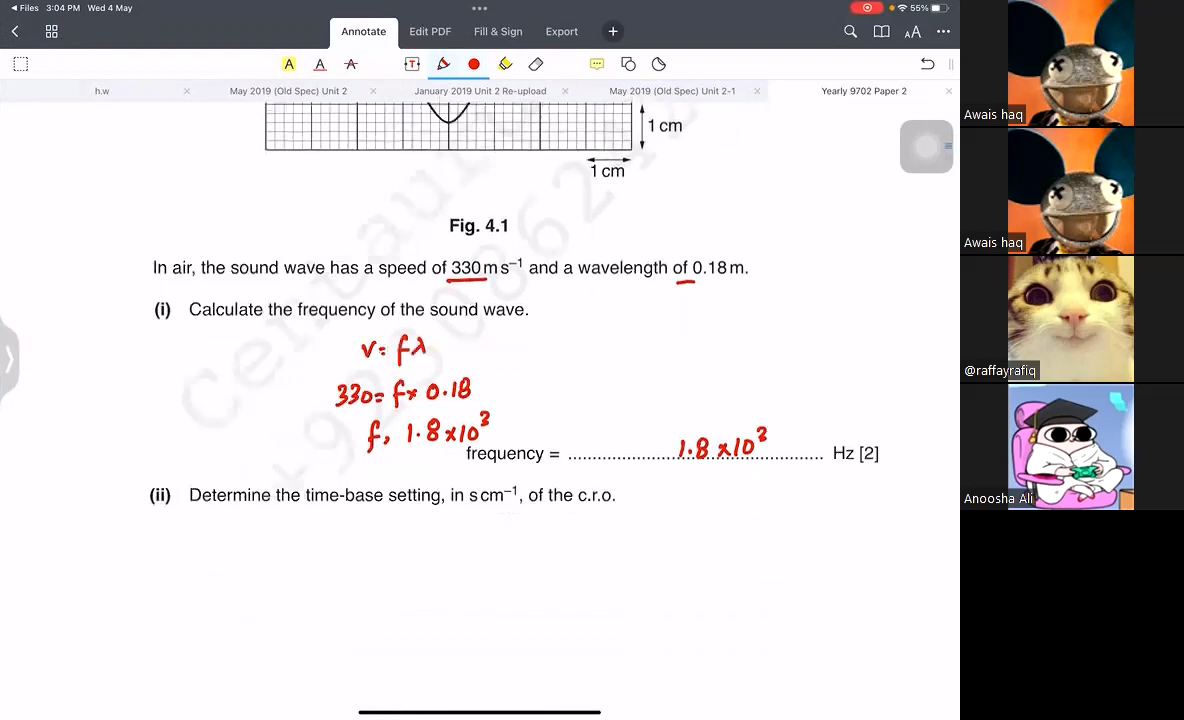 Files 3:04 PM Wed 4 May
55%
Annotate Edit PDF Fill & Sign Export
AA
A A A T
h.w May 2019 (Old Spec) Unit 2 January 2019 Unit 2 Re-upload May 2019 (Old Spec) Unit 2-1 Yearly 9702 Paper 2
1 cm
1 cm
Fig. 4.1
In air, the sound wave has a speed of 330 m s⁻¹ and a wavelength of 0.18 m.
(i) Calculate the frequency of the sound wave.
v= fλ
330= f× 0.18
f, 1.8 ×10³
frequency = ........ 1.8 ×10³ ........ Hz [2]
(ii) Determine the time-base setting, in s cm⁻¹, of the c.r.o.
Awais haq
Awais haq
@raffayrafiq
Anoosha Ali